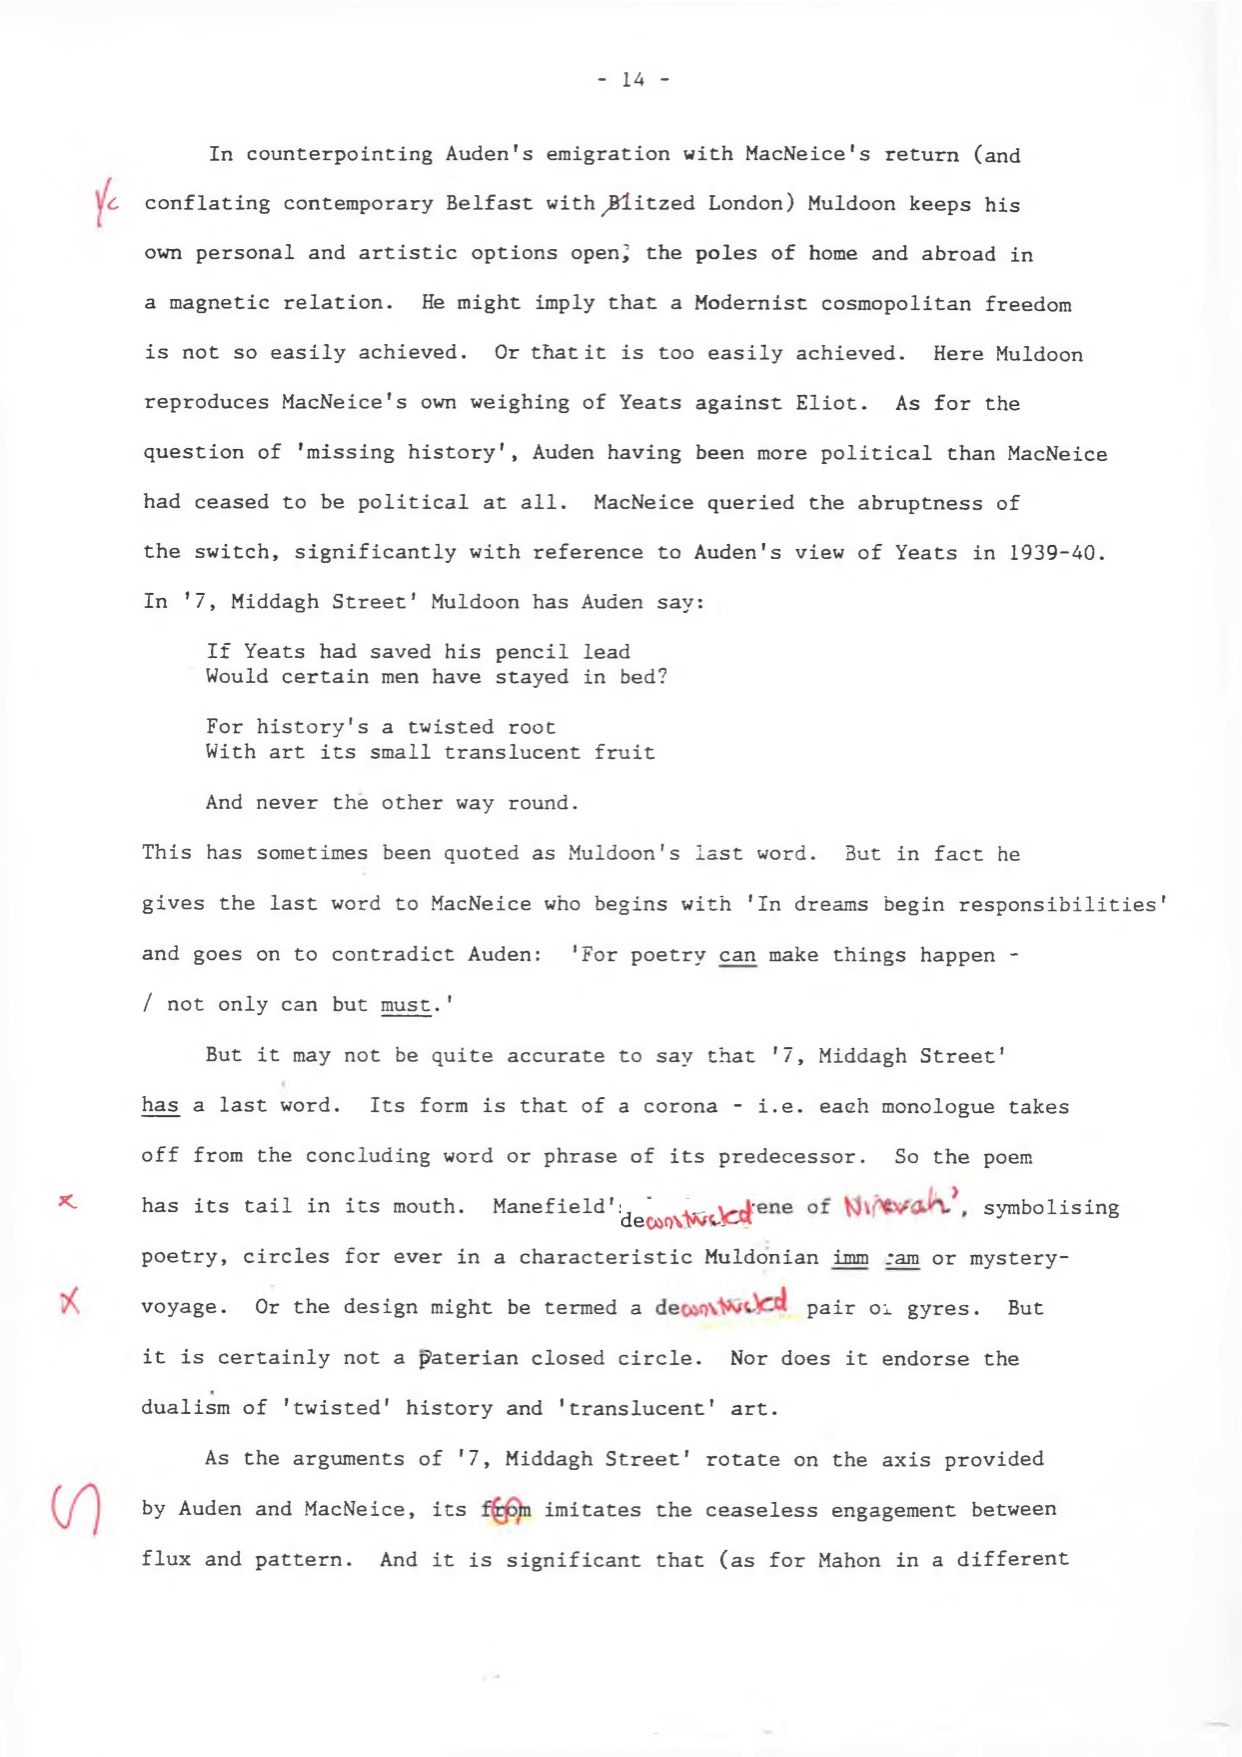 - 14 -
In counterpointing Auden's emigration with MacNeice's return (and
conflating contemporary Belfast with Blitzed London) Muldoon keeps his
own personal and artistic options open; the poles of home and abroad in
a magnetic relation. He might imply that a Modernist cosmopolitan freedom
is not so easily achieved. Or that it is too easily achieved. Here Muldoon
reproduces MacNeice's own weighing of Yeats against Eliot. As for the
question of 'missing history', Auden having been more political than MacNeice
had ceased to be political at all. MacNeice queried the abruptness of
the switch, significantly with reference to Auden's view of Yeats in 1939-40.
In '7, Middagh Street' Muldoon has Auden say:
If Yeats had saved his pencil lead
Would certain men have stayed in bed?
For history's a twisted root
With art its small translucent fruit
And never the other way round.
This has sometimes been quoted as Muldoon's last word. But in fact he
gives the last word to MacNeice who begins with 'In dreams begin responsibilities'
and goes on to contradict Auden: 'For poetry can make things happen -
/ not only can but must.'
But it may not be quite accurate to say that '7, Middagh Street'
has a last word. Its form is that of a corona - i.e. each monologue takes
off from the concluding word or phrase of its predecessor. So the poem
x has its tail in its mouth. Manefield's deconstructed ene of Ninevah', symbolising
poetry, circles for ever in a characteristic Muldonian imm ram or mystery-
x voyage. Or the design might be termed a deconstructed pair of gyres. But
it is certainly not a Paterian closed circle. Nor does it endorse the
dualism of 'twisted' history and 'translucent' art.
As the arguments of '7, Middagh Street' rotate on the axis provided
by Auden and MacNeice, its from imitates the ceaseless engagement between
flux and pattern. And it is significant that (as for Mahon in a different